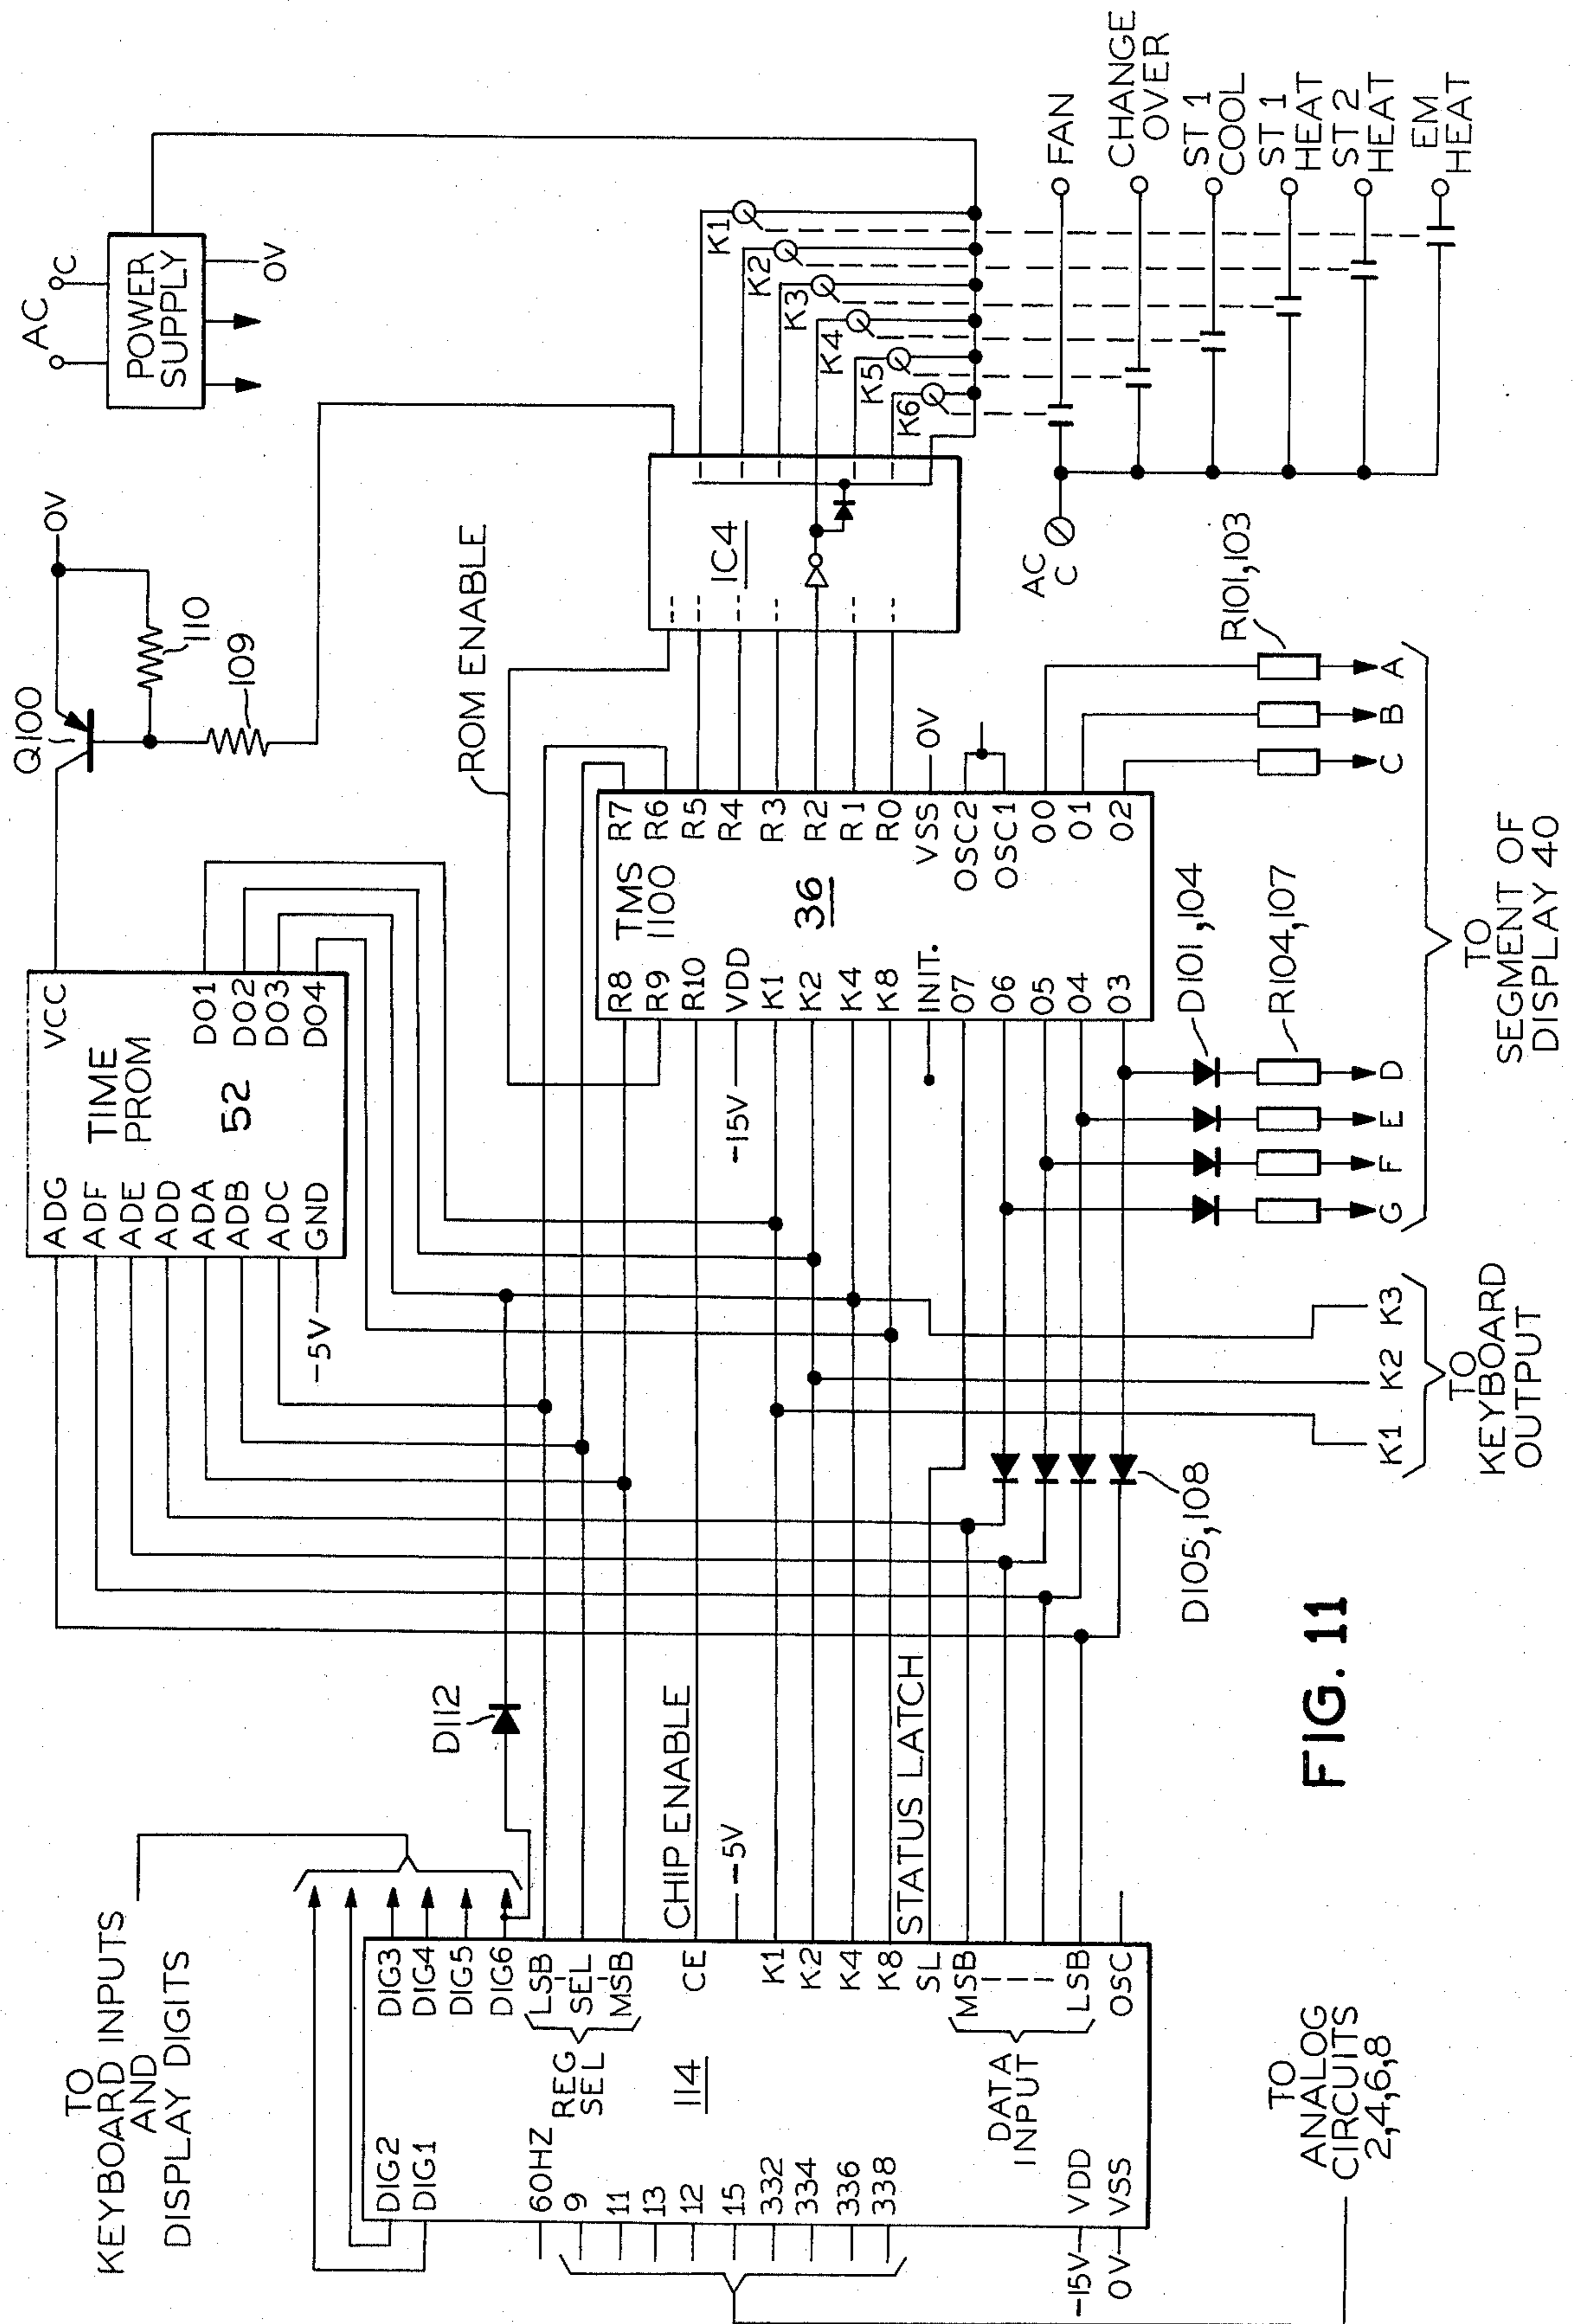 TO
KEYBOARD INPUTS
AND
DISPLAY DIGITS
DIG2
DIG1
DIG3
DIG4
DIG5
DIG6
LSB
SEL
MSB
REG
SEL
60HZ
9
11
13
12
15
332
334
336
338
114
CE
K1
K2
K4
K8
SL
MSB
LSB
OSC
DATA
INPUT
VDD
VSS
-15V
0V
TO
ANALOG
CIRCUITS
2,4,6,8
D112
CHIP ENABLE
-5V
STATUS LATCH
FIG. 11
D105,108
ADG
ADF
ADE
ADD
ADA
ADB
ADC
GND
-5V
TIME
PROM
52
VCC
DO1
DO2
DO3
DO4
K1 K2 K3
TO
KEYBOARD
OUTPUT
R8
R9
R10
VDD
-15V
K1
K2
K4
K8
INIT.
O7
O6
O5
O4
O3
TMS
1100
36
R7
R6
R5
R4
R3
R2
R1
R0
VSS
0V
OSC2
OSC1
O0
O1
O2
D101,104
R104,107
G F E D
C B A
R101,103
TO
SEGMENT OF
DISPLAY 40
Q100
110
109
0V
ROM ENABLE
IC4
AC
C
POWER
SUPPLY
0V
K1
K2
K3
K4
K5
K6
AC
C
FAN
CHANGE
OVER
ST 1
COOL
ST 1
HEAT
ST 2
HEAT
EM
HEAT